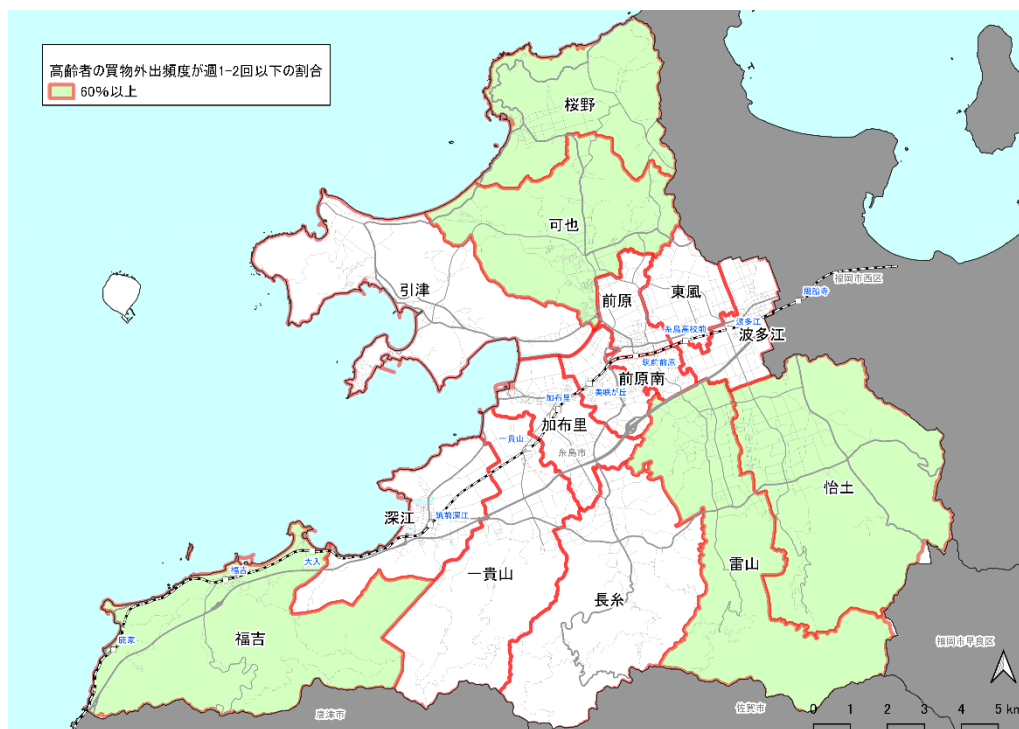 高齢者の買物外出頻度が週1-2回以下の割合
60%以上
桜野
可也
引津
前原
東風
福岡市西区
周船寺
糸島高校前
波多江
波多江
筑前前原
前原南
美咲が丘
加布里
加布里
一貴山
糸島市
怡土
深江
筑前深江
大入
福吉
一貴山
雷山
長糸
福吉
鹿家
福岡市早良区
唐津市
佐賀市
0 1 2 3 4 5 km